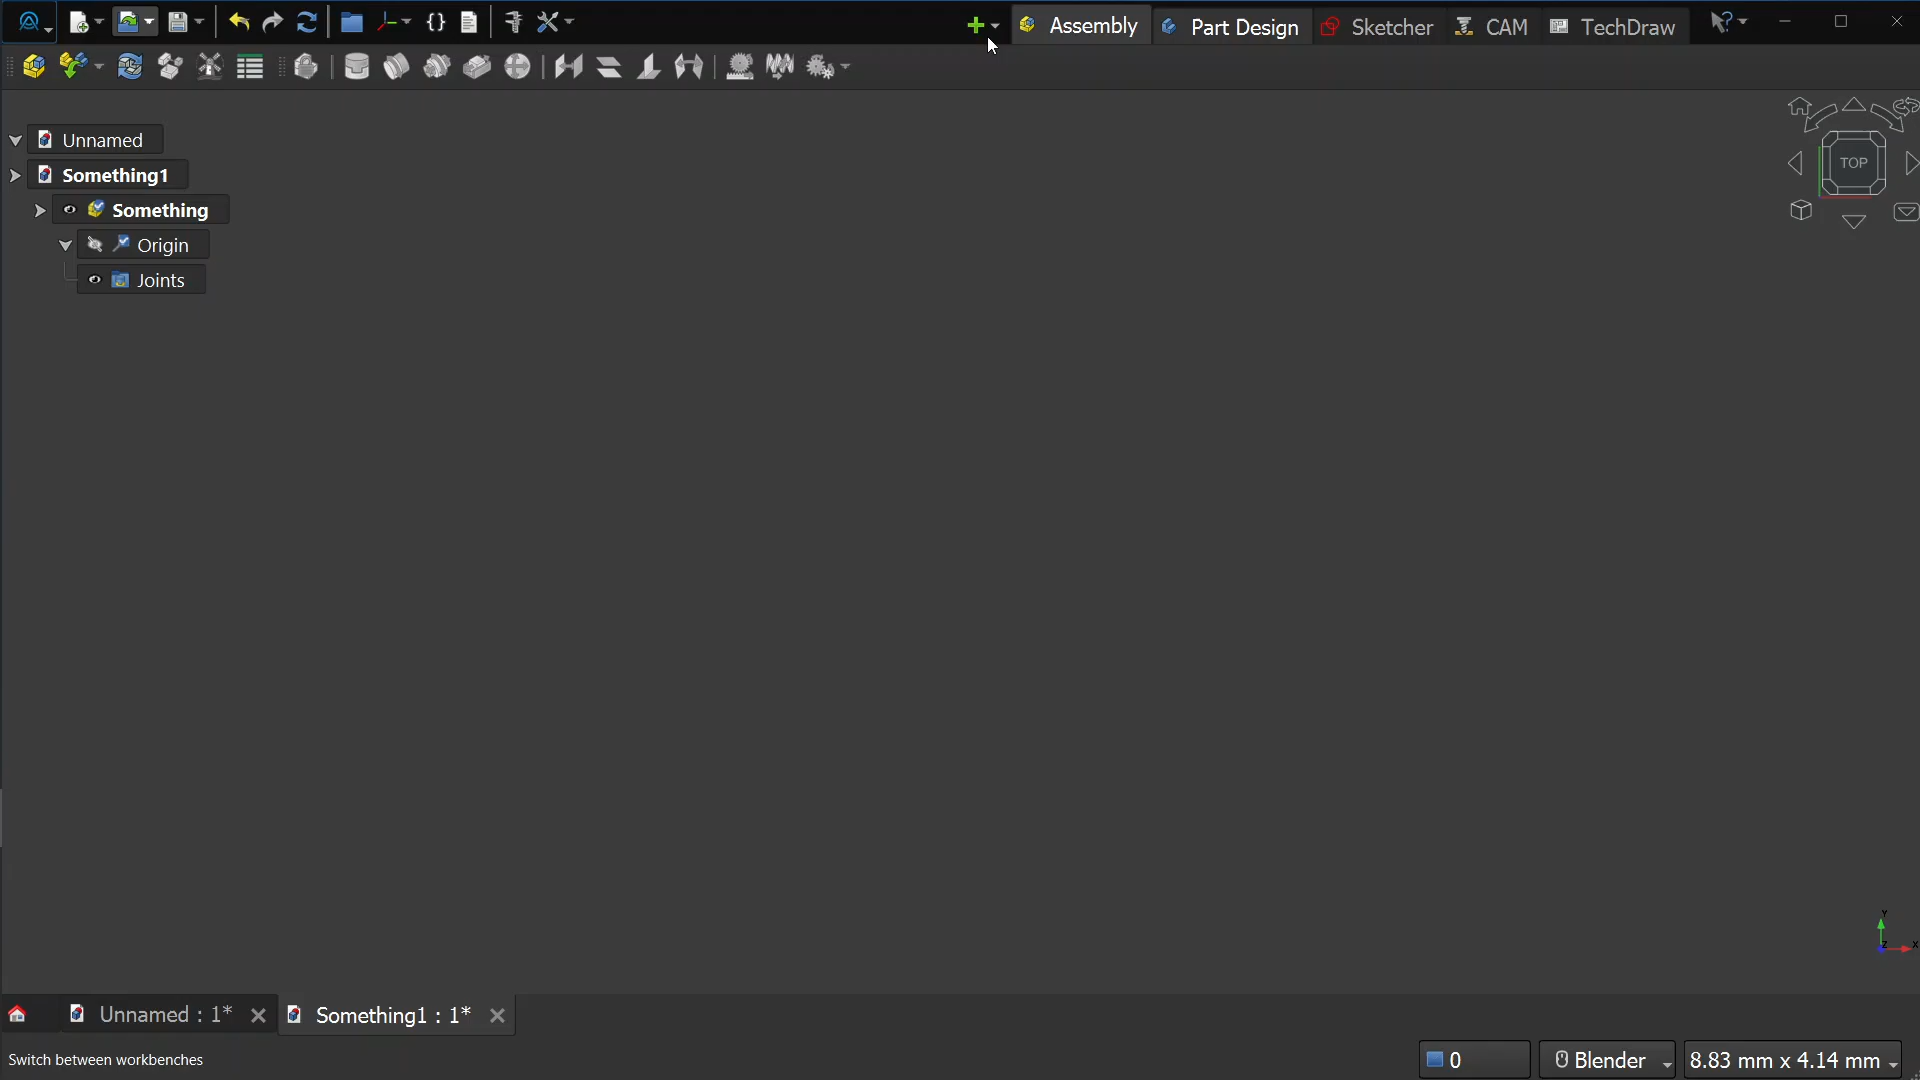 Assembly
Part Design
Sketcher
CAM
TechDraw
Unnamed
Something1
Something
Origin
Joints
TOP
Y
Z
X
Unnamed : 1*
Something1 : 1*
Switch between workbenches
0
Blender
8.83 mm x 4.14 mm